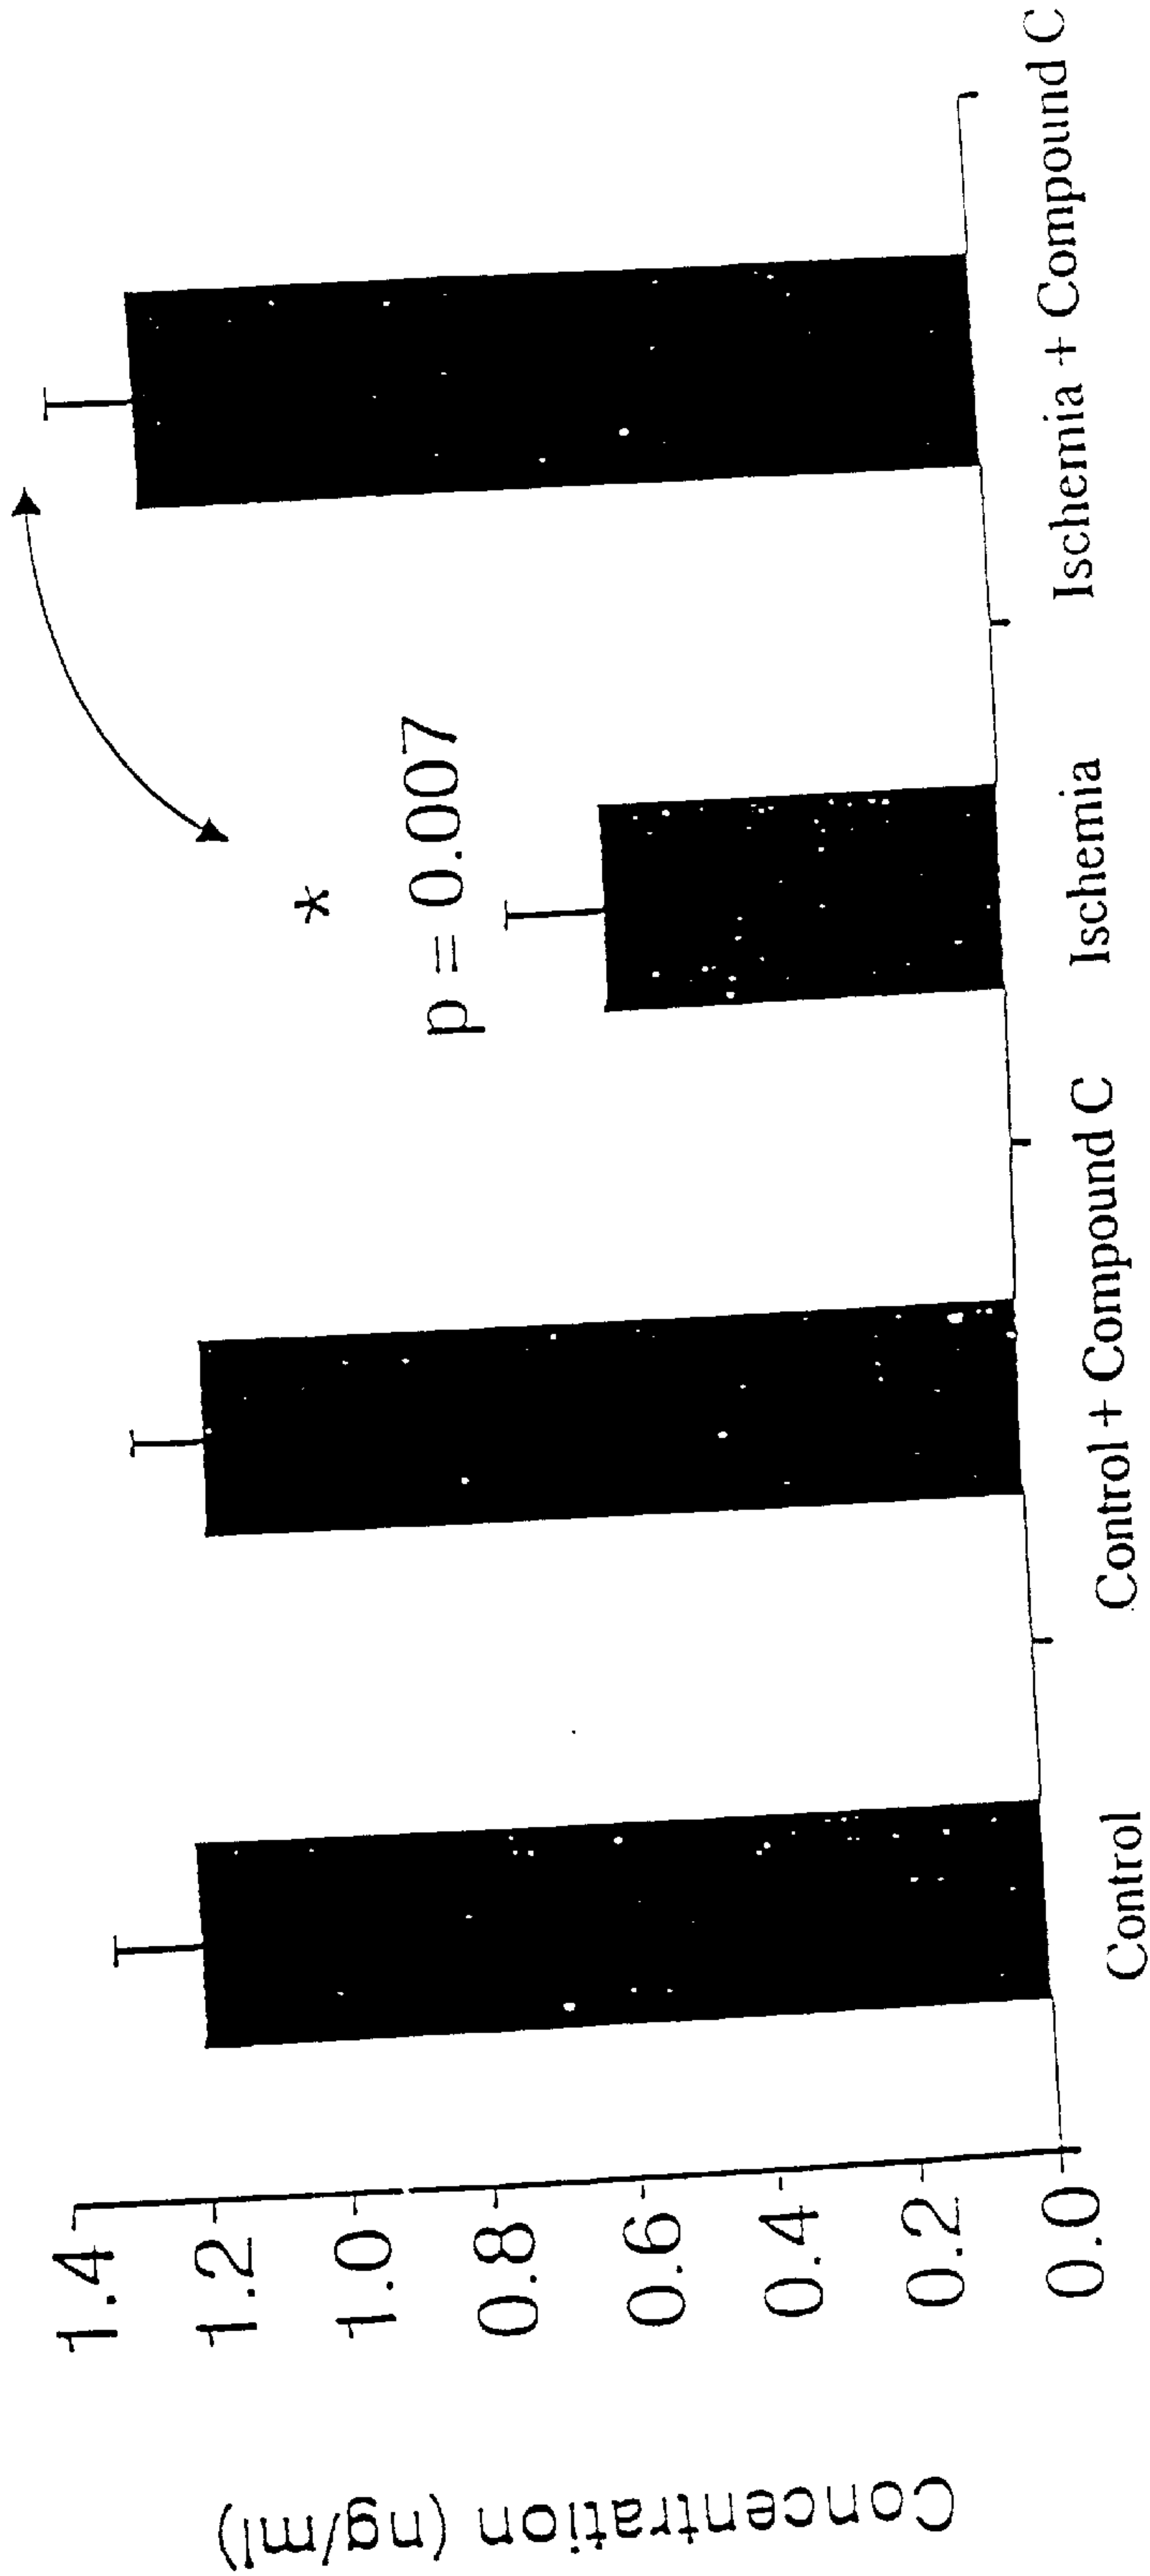 Concentration (ng/ml)
1.4
1.2
1.0
0.8
0.6
0.4
0.2
0.0
*
p = 0.007
Control
Control + Compound C
Ischemia
Ischemia + Compound C